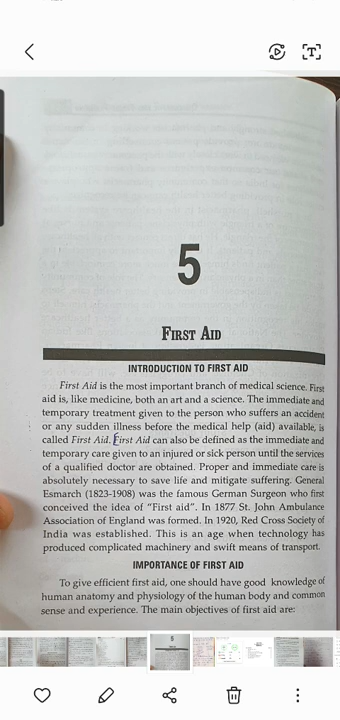 5
FIRST AID
INTRODUCTION TO FIRST AID
First Aid is the most important branch of medical science. First
aid is, like medicine, both an art and a science. The immediate and
temporary treatment given to the person who suffers an accident
or any sudden illness before the medical help (aid) available, is
called First Aid. First Aid can also be defined as the immediate and
temporary care given to an injured or sick person until the services
of a qualified doctor are obtained. Proper and immediate care is
absolutely necessary to save life and mitigate suffering. General
Esmarch (1823-1908) was the famous German Surgeon who first
conceived the idea of "First aid". In 1877 St. John Ambulance
Association of England was formed. In 1920, Red Cross Society of
India was established. This is an age when technology has
produced complicated machinery and swift means of transport.
IMPORTANCE OF FIRST AID
To give efficient first aid, one should have good knowledge of
human anatomy and physiology of the human body and common
sense and experience. The main objectives of first aid are: